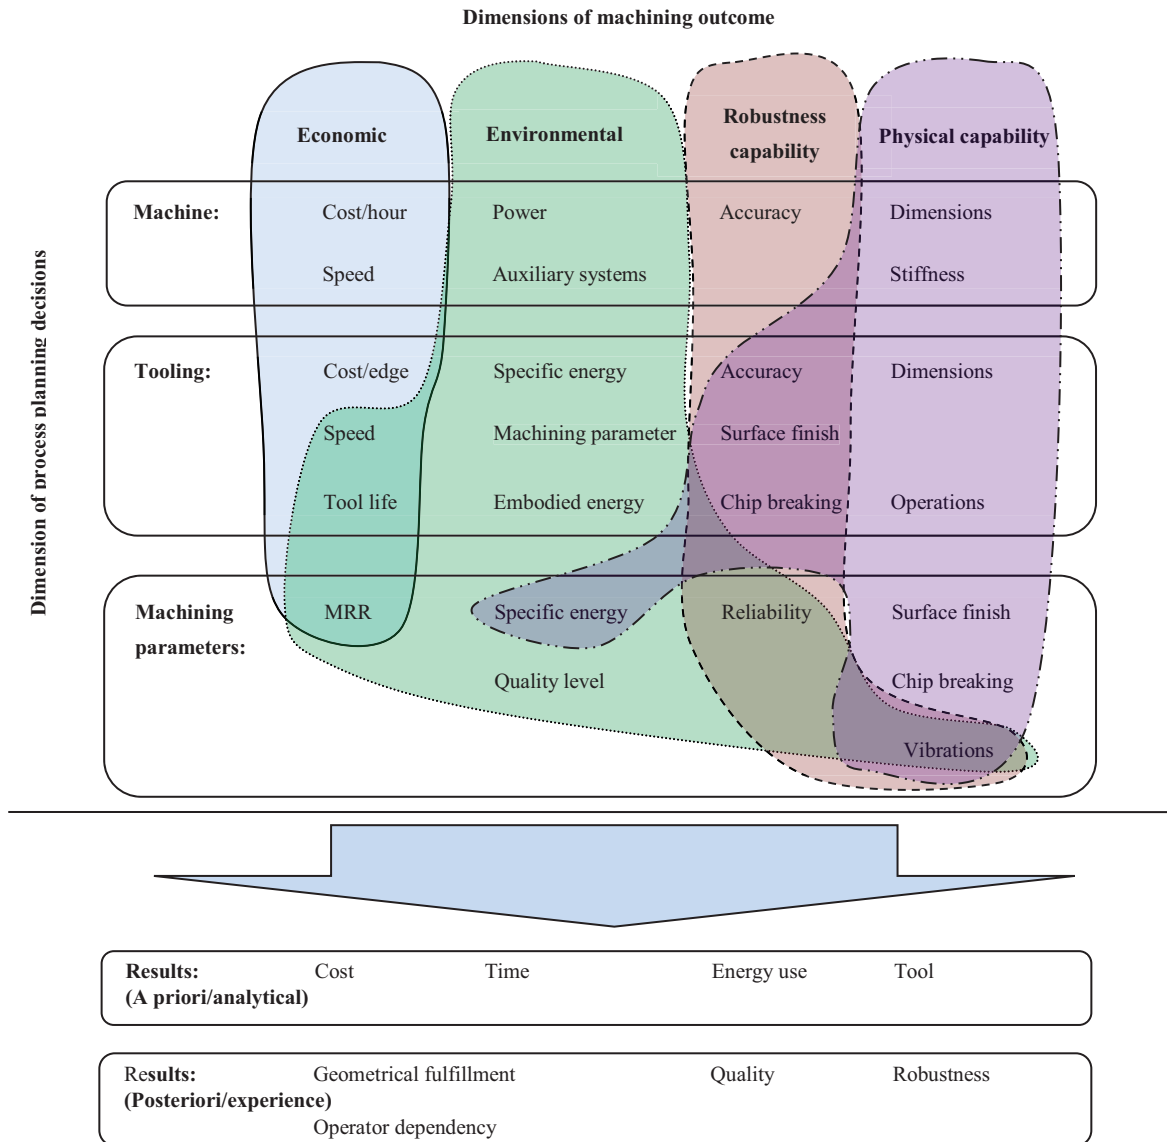 Dimensions of machining outcome
Dimension of process planning decisions
Economic Environmental Robustness capability Physical capability
Machine: Cost/hour Power Accuracy Dimensions
Speed Auxiliary systems Stiffness
Tooling: Cost/edge Specific energy Accuracy Dimensions
Speed Machining parameter Surface finish
Tool life Embodied energy Chip breaking Operations
Machining MRR Specific energy Reliability Surface finish
parameters:
Quality level Chip breaking
Vibrations
Results: Cost Time Energy use Tool
(A priori/analytical)
Results: Geometrical fulfillment Quality Robustness
(Posteriori/experience)
Operator dependency